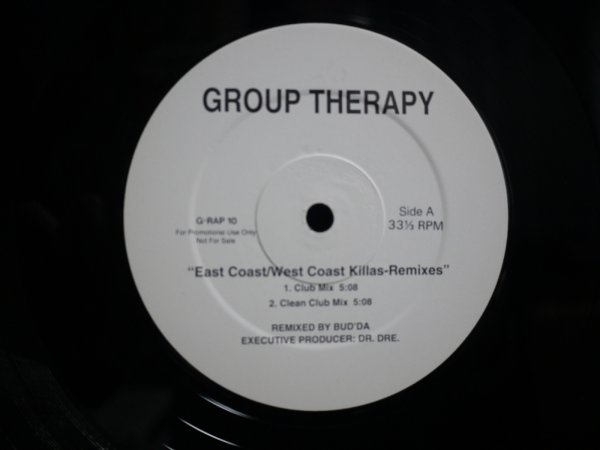 GROUP THERAPY
G-RAP 10
For Promotional Use Only
Not For Sale
Side A
33⅓ RPM
"East Coast/West Coast Killas-Remixes"
1. Club Mix 5:08
2. Clean Club Mix 5:08
REMIXED BY BUD'DA
EXECUTIVE PRODUCER: DR. DRE.